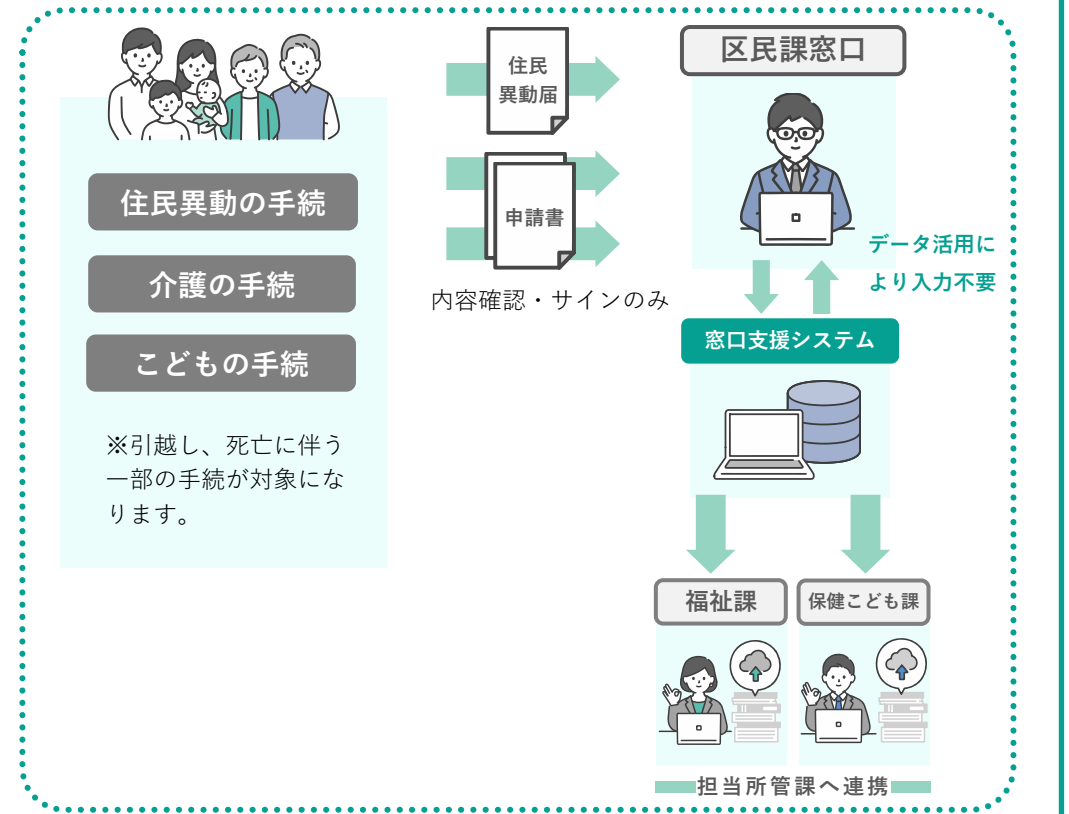 住民異動の手続
介護の手続
こどもの手続
※引越し、死亡に伴う
一部の手続が対象にな
ります。
住民
異動届
申請書
内容確認・サインのみ
区民課窓口
データ活用に
より入力不要
窓口支援システム
福祉課
保健こども課
担当所管課へ連携